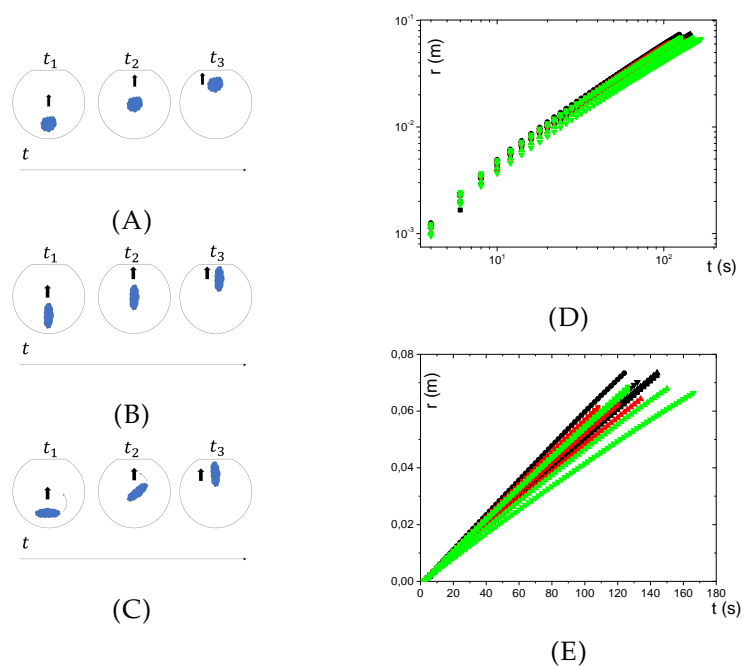 t₁ t₂ t₃
t
(A)
t₁ t₂ t₃
t
(B)
t₁ t₂ t₃
t
(C)
r (m)
10⁻¹
10⁻²
10⁻³
10¹ 10²
t (s)
(D)
r (m)
0,08
0,06
0,04
0,02
0,00
0 20 40 60 80 100 120 140 160 180
t (s)
(E)